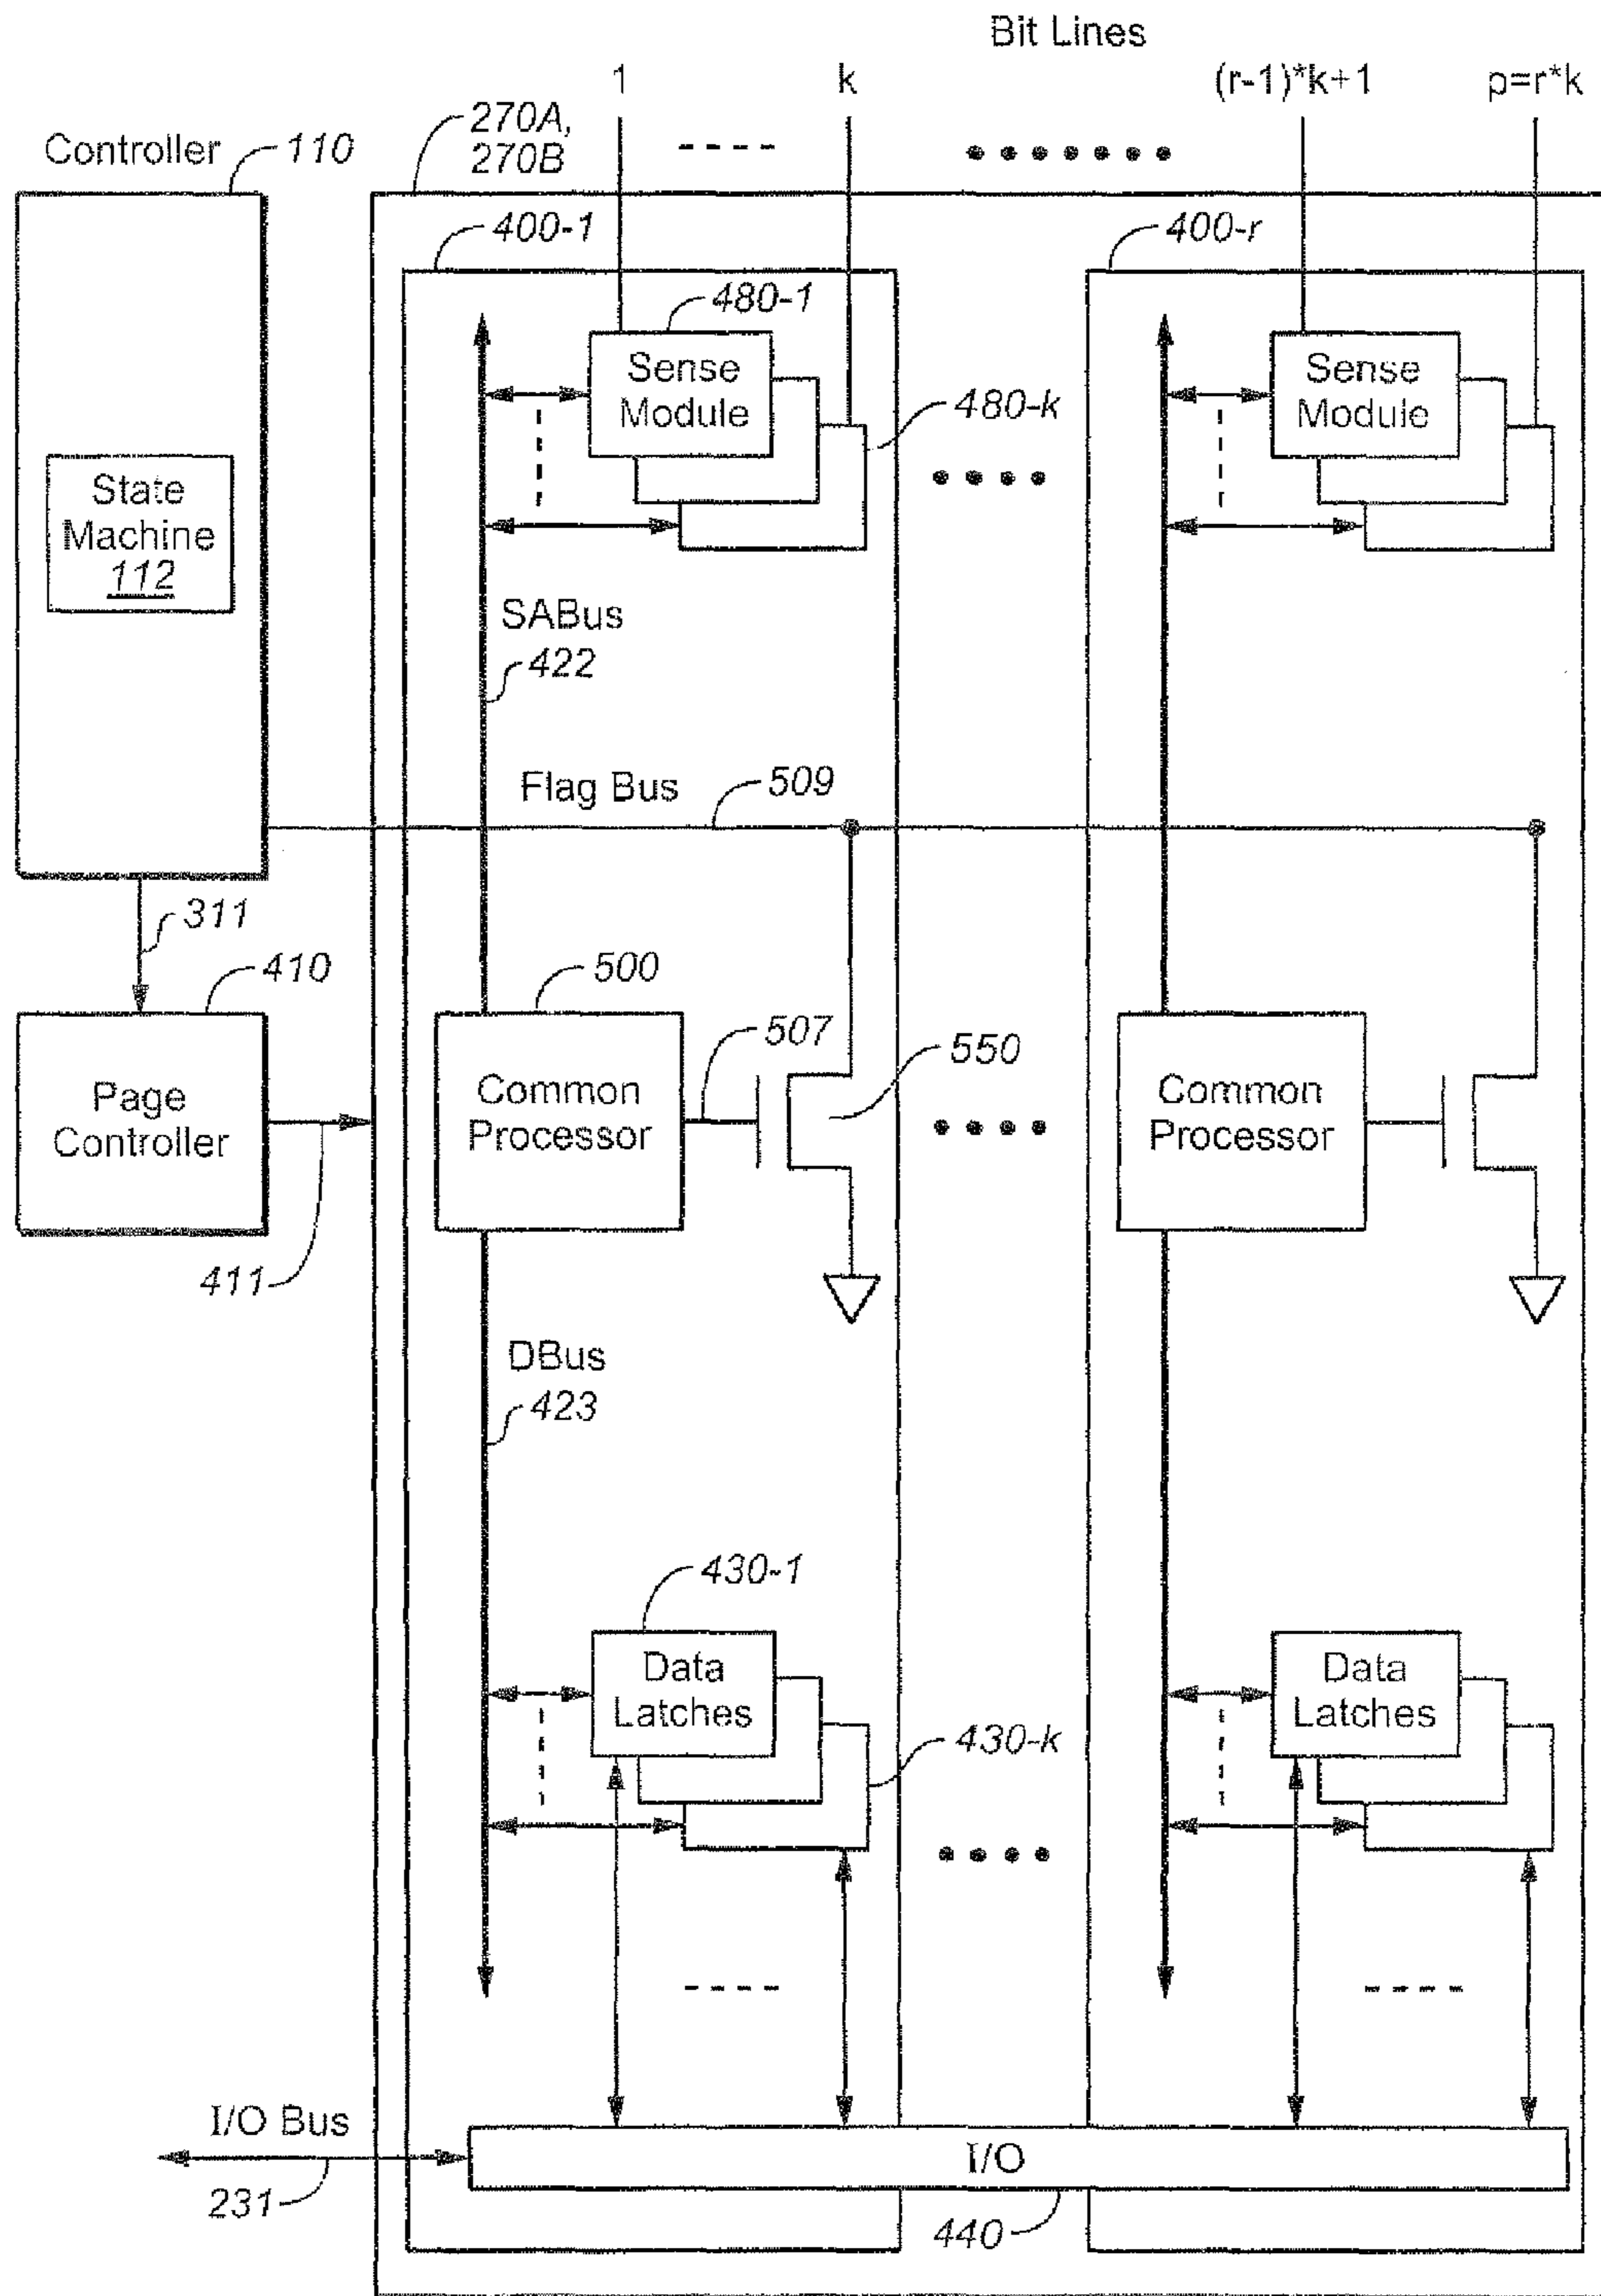 Bit Lines
1
k
(r-1)*k+1
p=r*k
Controller
110
270A,
270B
400-1
400-r
480-1
Sense
Module
Sense
Module
480-k
State
Machine
112
SABus
422
Flag Bus
509
311
410
500
507
550
Page
Controller
Common
Processor
Common
Processor
411
DBus
423
430-1
Data
Latches
Data
Latches
430-k
I/O Bus
I/O
231
440